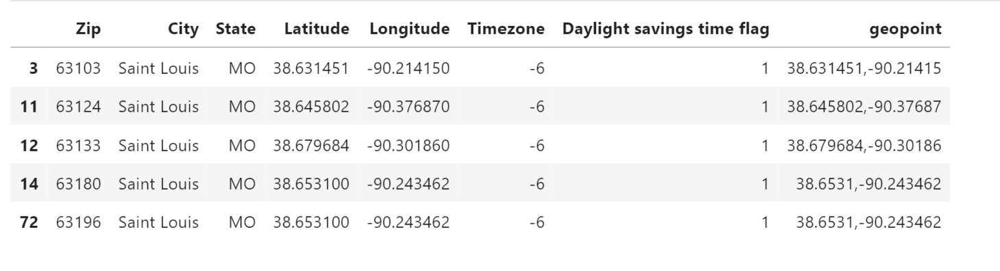 Zip City State Latitude Longitude Timezone Daylight savings time flag geopoint
3 63103 Saint Louis MO 38.631451 -90.214150 -6 1 38.631451,-90.21415
11 63124 Saint Louis MO 38.645802 -90.376870 -6 1 38.645802,-90.37687
12 63133 Saint Louis MO 38.679684 -90.301860 -6 1 38.679684,-90.30186
14 63180 Saint Louis MO 38.653100 -90.243462 -6 1 38.6531,-90.243462
72 63196 Saint Louis MO 38.653100 -90.243462 -6 1 38.6531,-90.243462